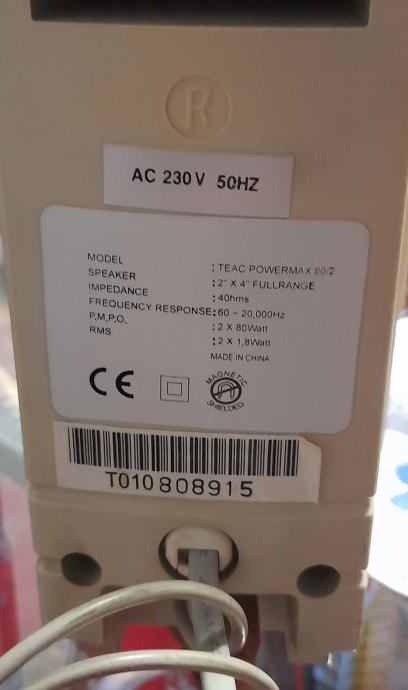 R
AC 230V 50HZ
MODEL : TEAC POWERMAX 80/2
SPEAKER : 2" X 4" FULLRANGE
IMPEDANCE : 4Ohms
FREQUENCY RESPONSE: 60 ~ 20,000Hz
P.M.P.O. : 2 X 80Watt
RMS : 2 X 1.8Watt
MADE IN CHINA
CE
MAGNETIC
SHIELDED
T010808915